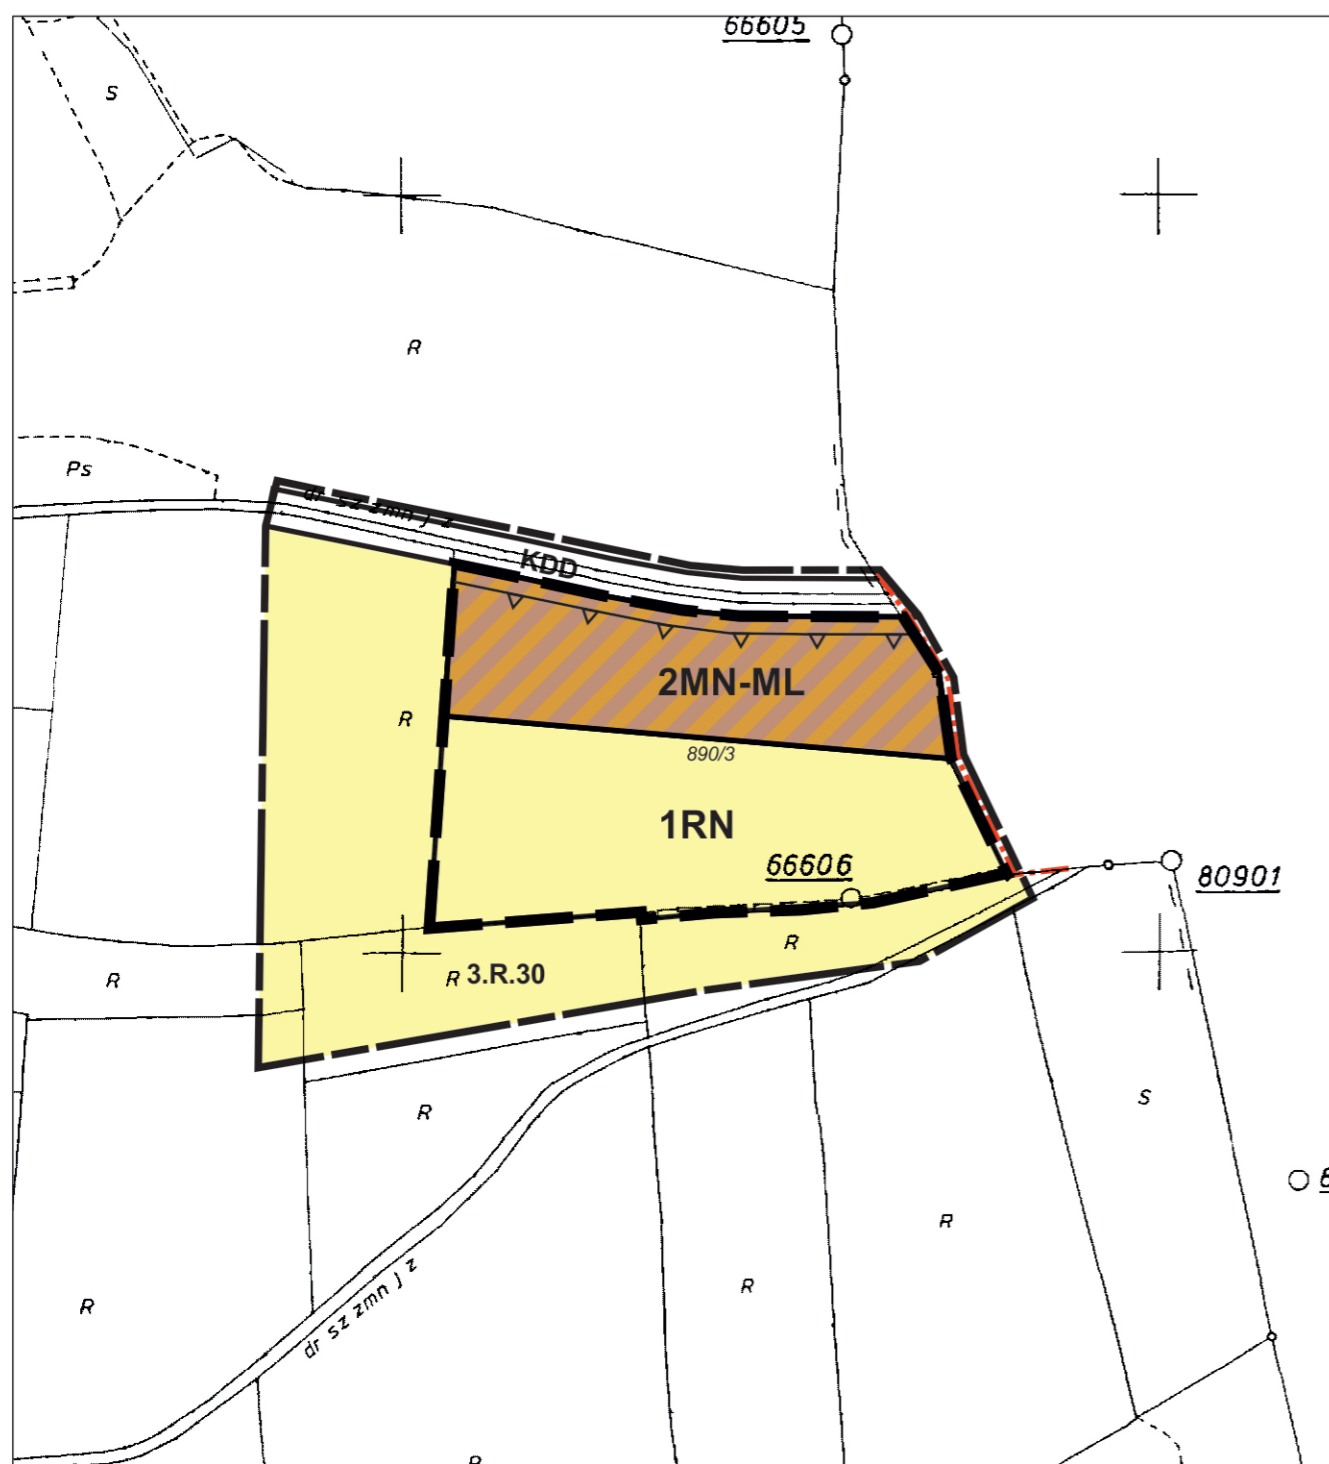 66605
S
R
Ps
dr sz zmn j z
KDD
2MN-ML
R
890/3
1RN
66606
80901
R
R
R 3.R.30
R
S
R
R
R
dr sz zmn j z